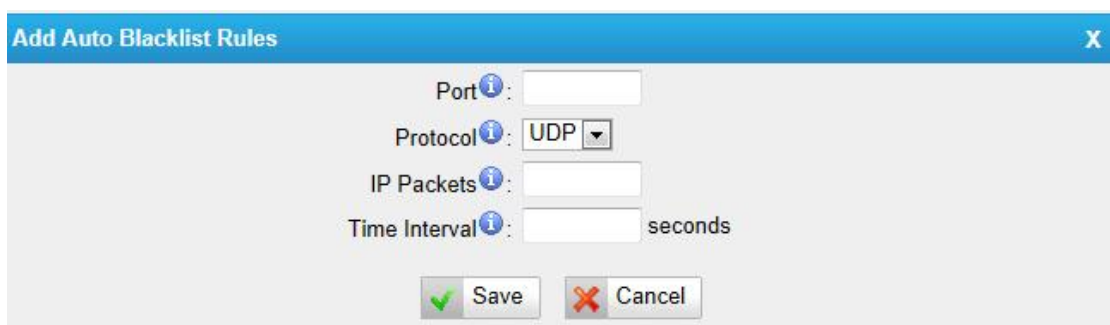 Add Auto Blacklist Rules X
Port i :
Protocol i : UDP
IP Packets i :
Time Interval i : seconds
Save Cancel